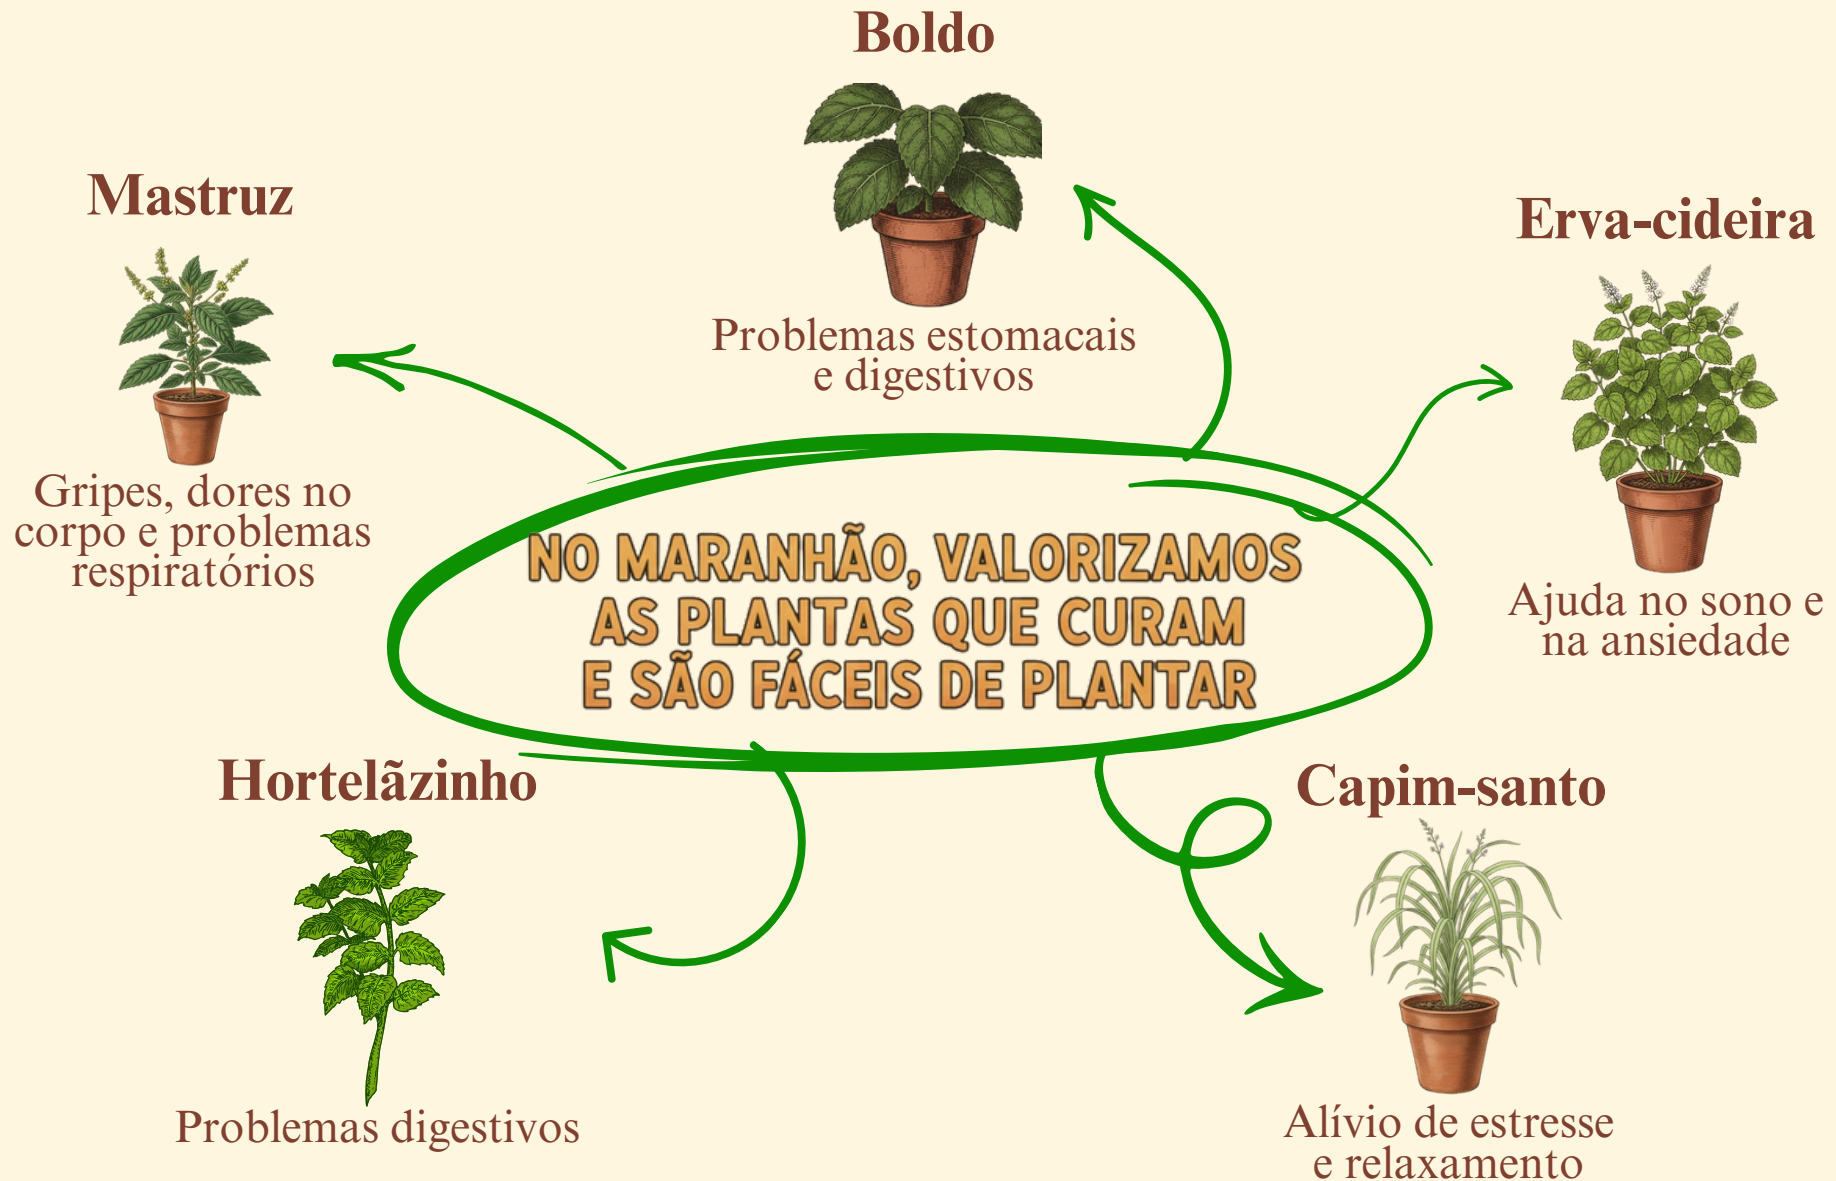 Boldo
Problemas estomacais
e digestivos
Mastruz
Gripes, dores no
corpo e problemas
respiratórios
Erva-cideira
Ajuda no sono e
na ansiedade
NO MARANHÃO, VALORIZAMOS
AS PLANTAS QUE CURAM
E SÃO FÁCEIS DE PLANTAR
Hortelãzinho
Problemas digestivos
Capim-santo
Alívio de estresse
e relaxamento